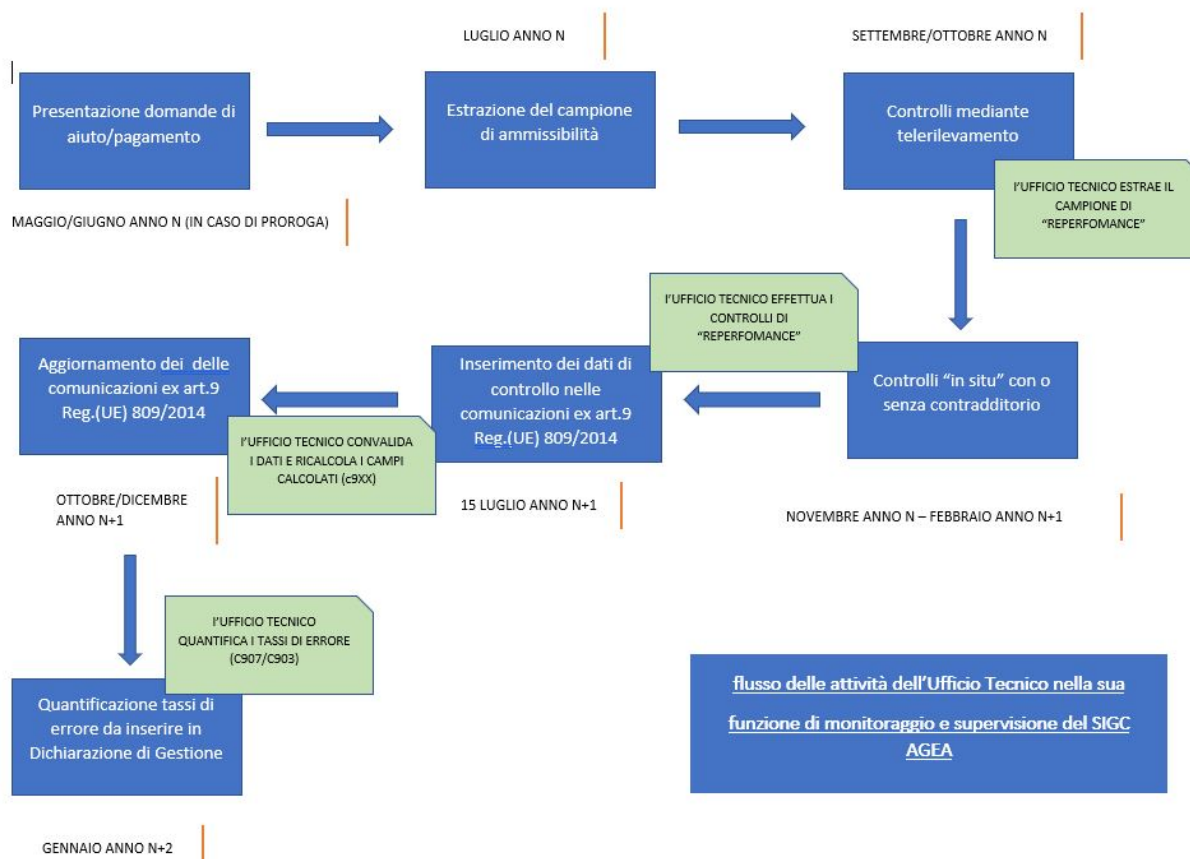 LUGLIO ANNO N
SETTEMBRE/OTTOBRE ANNO N
Presentazione domande di
aiuto/pagamento
Estrazione del campione
di ammissibilità
Controlli mediante
telerilevamento
l'UFFICIO TECNICO ESTRAE IL
CAMPIONE DI
"REPERFOMANCE"
MAGGIO/GIUGNO ANNO N (IN CASO DI PROROGA)
l'UFFICIO TECNICO EFFETTUA I
CONTROLLI DI
"REPERFOMANCE"
Controlli "in situ" con o
senza contradditorio
NOVEMBRE ANNO N – FEBBRAIO ANNO N+1
Inserimento dei dati di
controllo nelle
comunicazioni ex art.9
Reg.(UE) 809/2014
15 LUGLIO ANNO N+1
l'UFFICIO TECNICO CONVALIDA
I DATI E RICALCOLA I CAMPI
CALCOLATI (c9XX)
Aggiornamento dei delle
comunicazioni ex art.9
Reg.(UE) 809/2014
OTTOBRE/DICEMBRE
ANNO N+1
l'UFFICIO TECNICO
QUANTIFICA I TASSI DI ERRORE
(C907/C903)
Quantificazione tassi di
errore da inserire in
Dichiarazione di Gestione
GENNAIO ANNO N+2
flusso delle attività dell'Ufficio Tecnico nella sua
funzione di monitoraggio e supervisione del SIGC
AGEA